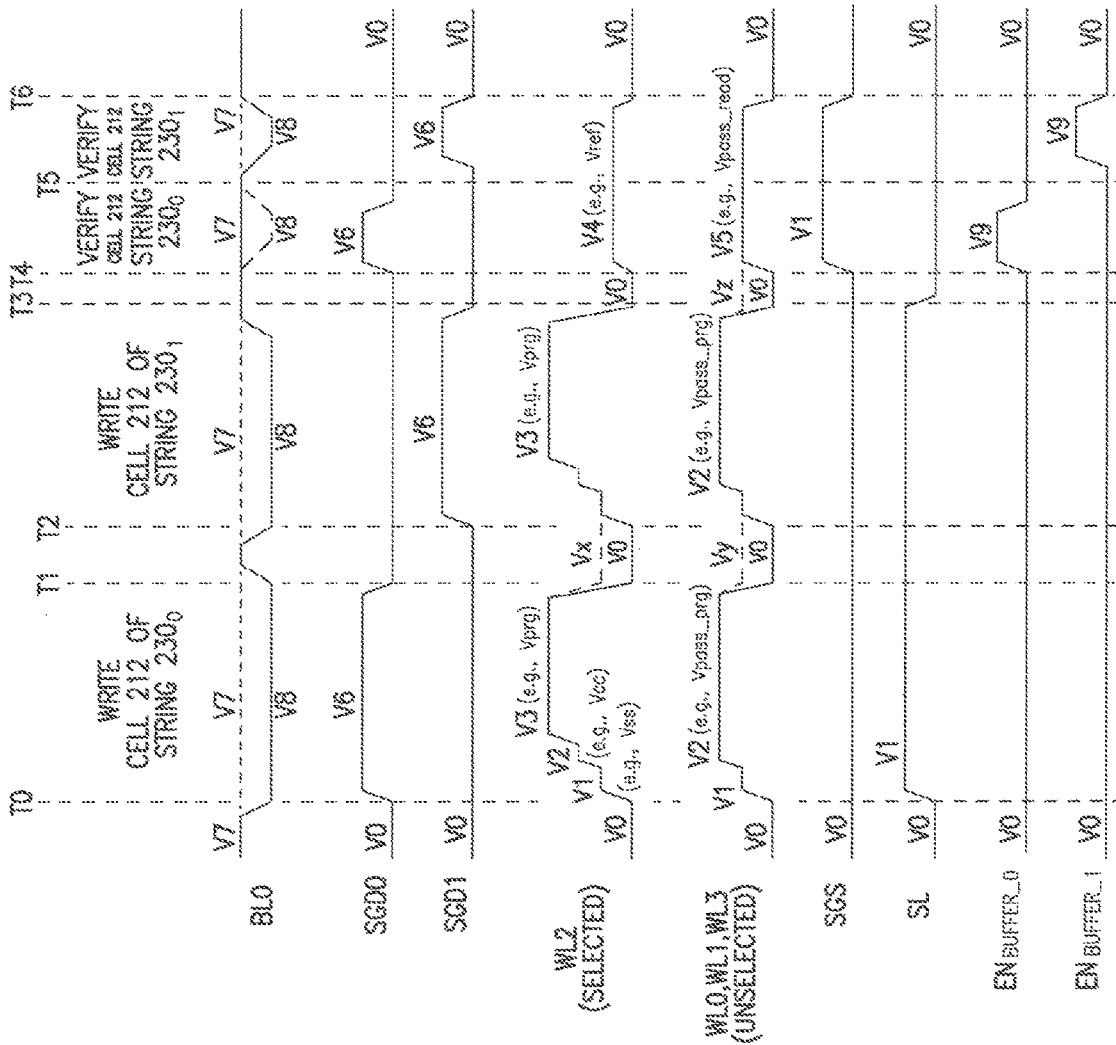 T0 T1 T2 T3 T4 T5 T6
WRITE
CELL 212 OF
STRING 230₀
WRITE
CELL 212 OF
STRING 230₁
VERIFY
CELL 212
STRING
230₀
VERIFY
CELL 212
STRING
230₁
BL0
V7 V7 V7 V7 V7
V8 V8 V8 V8
SGD0
V0 V6 V6 V0
SGD1
V0 V6 V6 V0
WL2
(SELECTED)
V0
V1 (e.g., Vcc)
(e.g., Vss)
V2
V3 (e.g., Vprg)
Vx
V0
V3 (e.g., Vprg)
V0
V4 (e.g., Vref)
V0
WL0, WL1, WL3
(UNSELECTED)
V0
V1
V2 (e.g., Vpass_prg)
Vy
V0
V2 (e.g., Vpass_prg)
Vz
V0
V5 (e.g., Vpass_read)
V0
SGS
V0 V1 V0
SL
V0 V1 V0
EN BUFFER_0
V0 V9 V0
EN BUFFER_1
V0 V9 V0